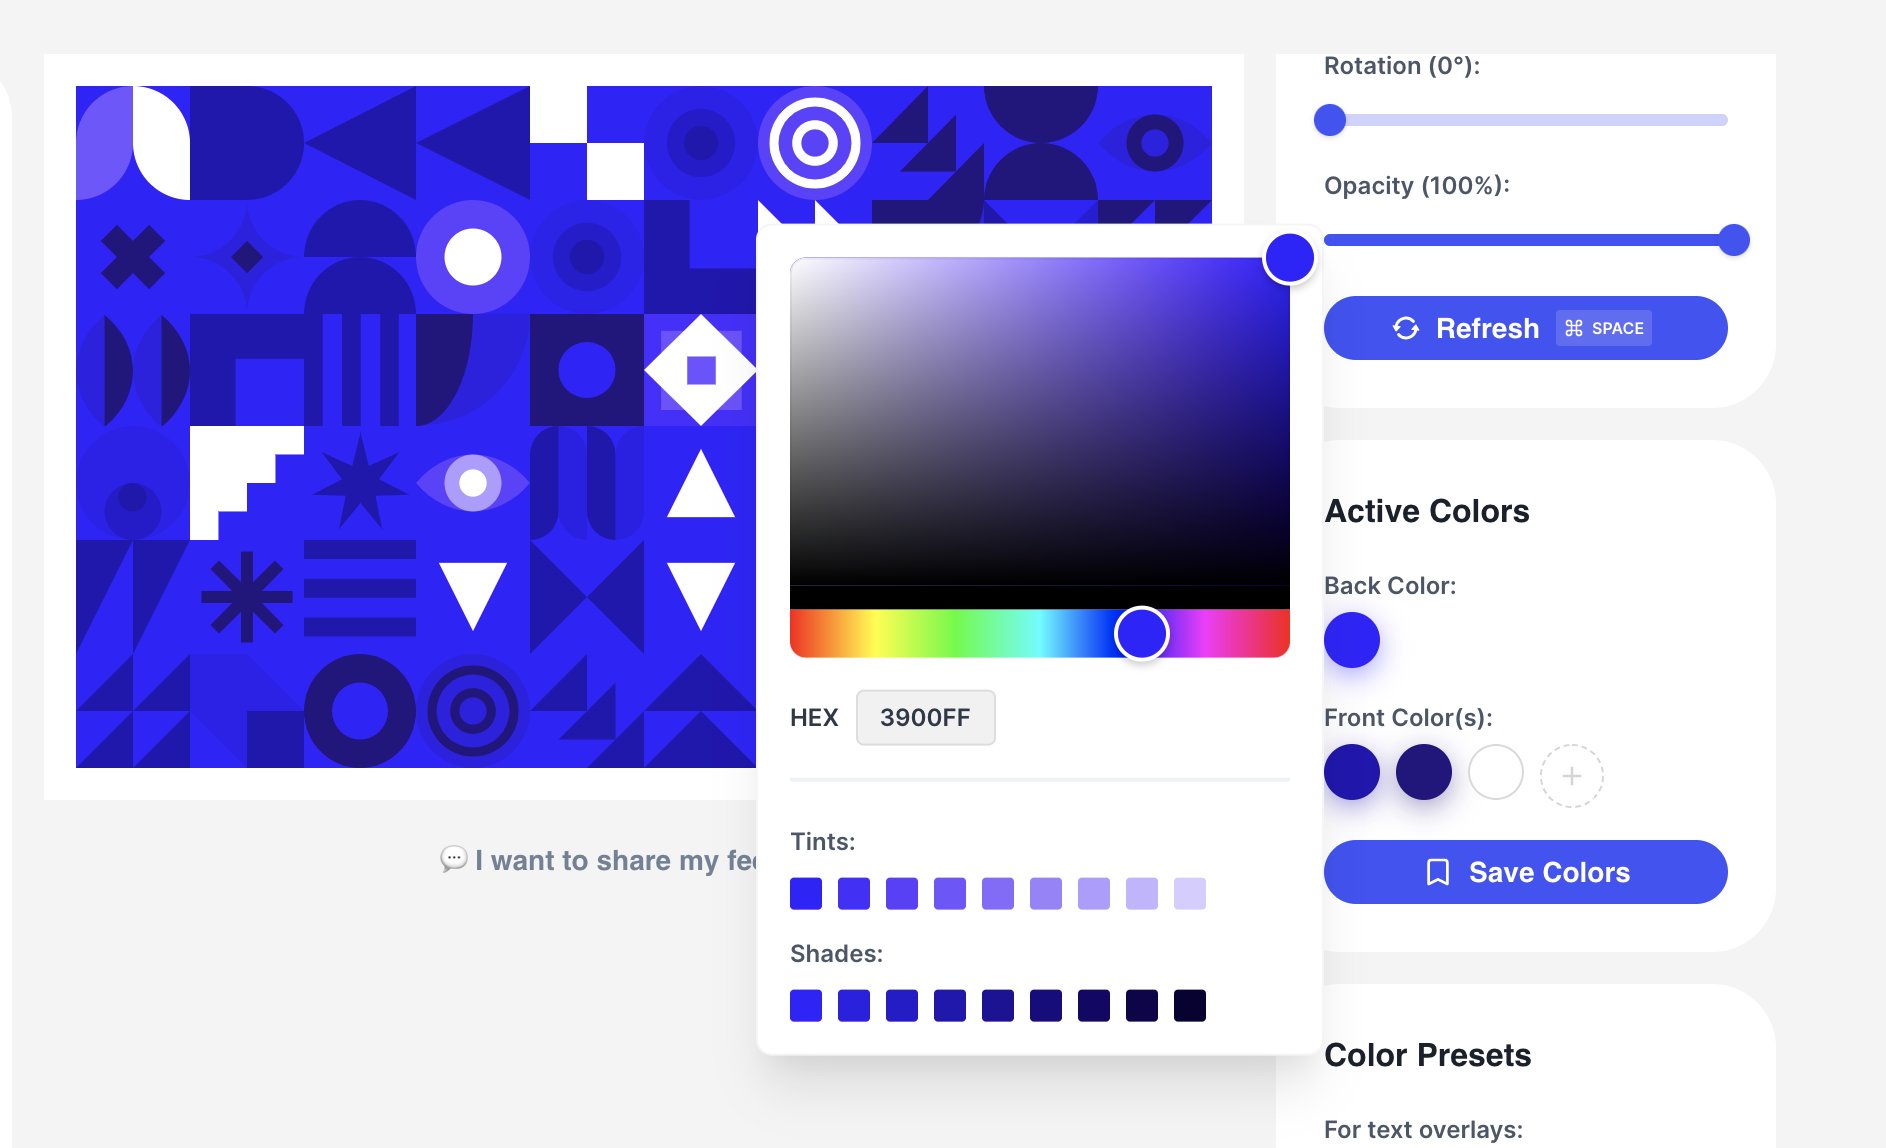 Rotation (0°):
Opacity (100%):
Refresh ⌘ SPACE
Active Colors
Back Color:
HEX 3900FF
Front Color(s):
Tints:
💬 I want to share my fee
Save Colors
Shades:
Color Presets
For text overlays: